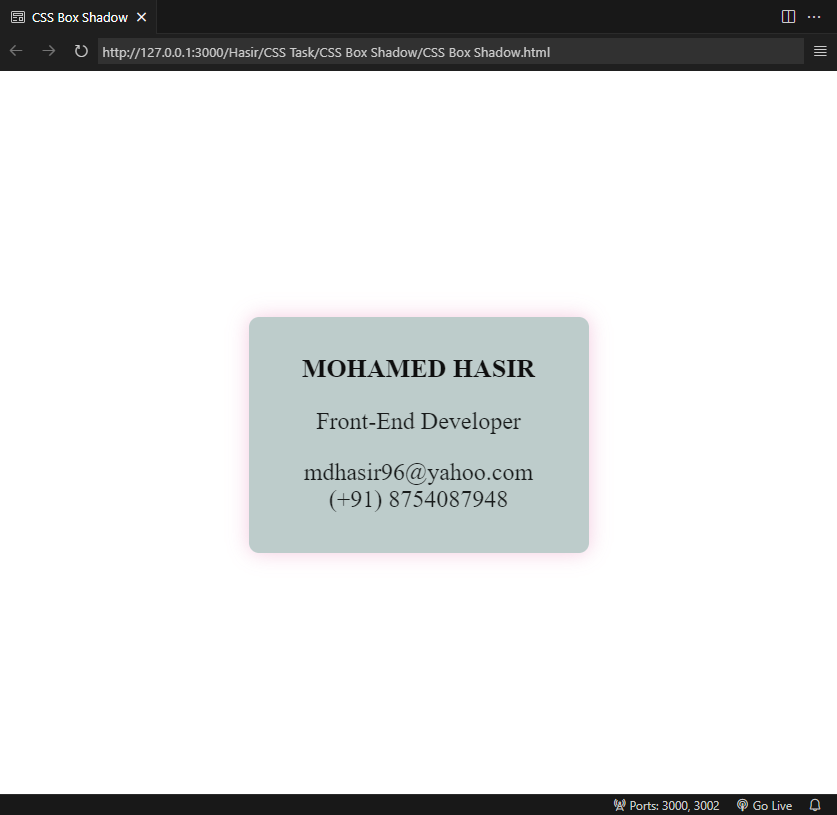 CSS Box Shadow
http://127.0.0.1:3000/Hasir/CSS Task/CSS Box Shadow/CSS Box Shadow.html
MOHAMED HASIR
Front-End Developer
mdhasir96@yahoo.com
(+91) 8754087948
Ports: 3000, 3002 Go Live